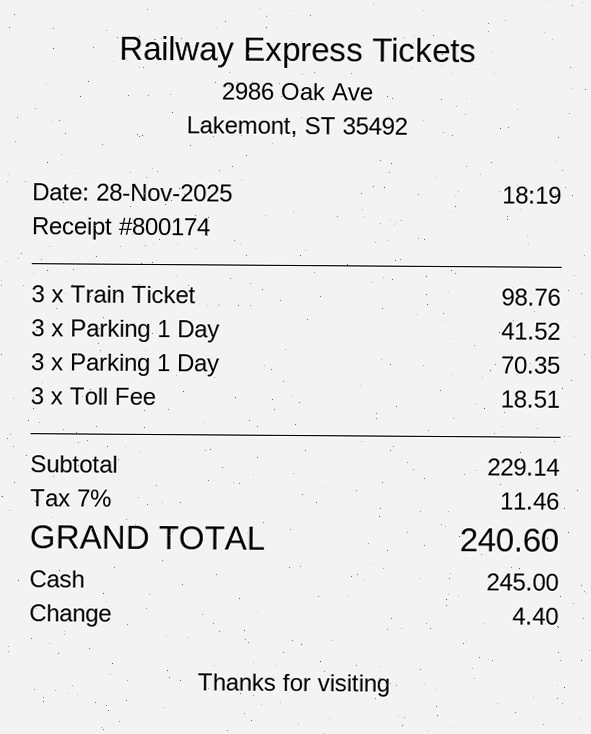 Railway Express Tickets
2986 Oak Ave
Lakemont, ST 35492
Date: 28-Nov-2025 18:19
Receipt #800174
3 x Train Ticket 98.76
3 x Parking 1 Day 41.52
3 x Parking 1 Day 70.35
3 x Toll Fee 18.51
Subtotal 229.14
Tax 7% 11.46
GRAND TOTAL 240.60
Cash 245.00
Change 4.40
Thanks for visiting